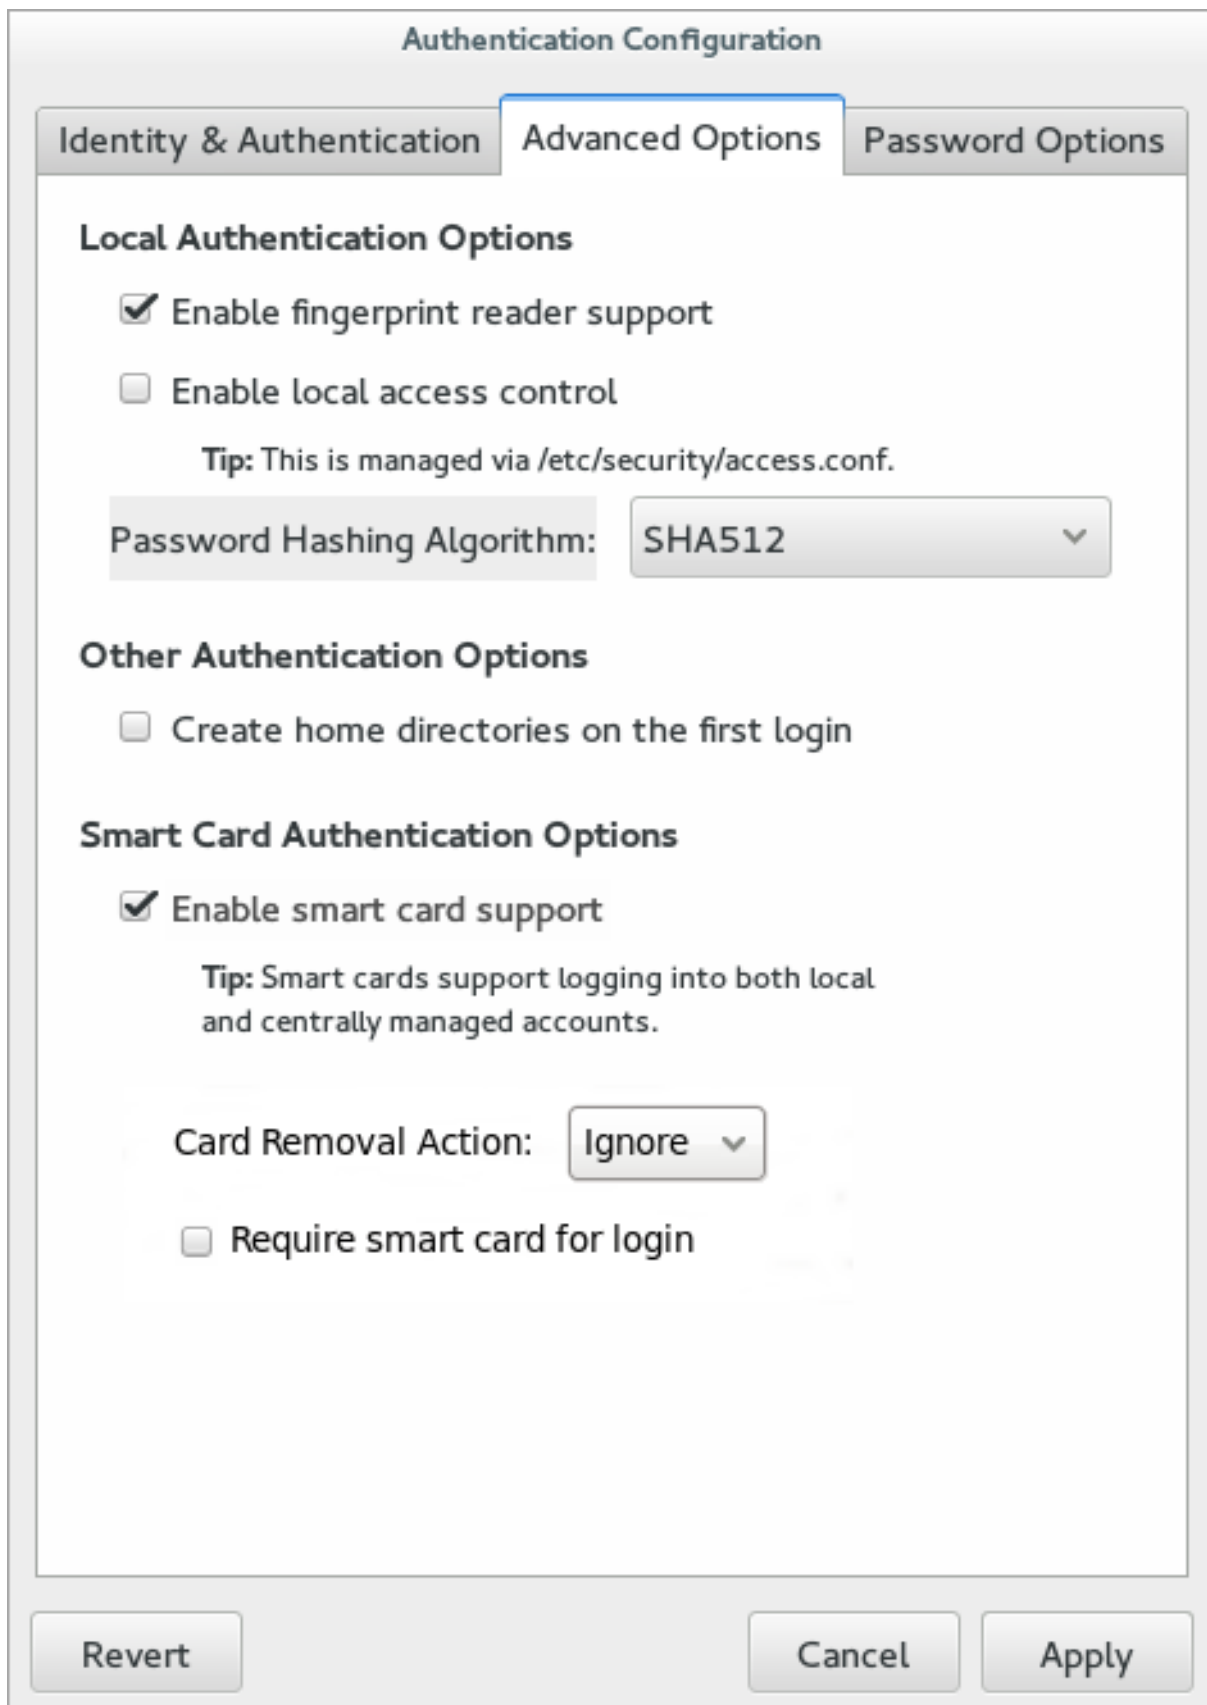 Authentication Configuration
Identity & Authentication
Advanced Options
Password Options
Local Authentication Options
Enable fingerprint reader support
Enable local access control
Tip: This is managed via /etc/security/access.conf.
Password Hashing Algorithm: SHA512
Other Authentication Options
Create home directories on the first login
Smart Card Authentication Options
Enable smart card support
Tip: Smart cards support logging into both local
and centrally managed accounts.
Card Removal Action: Ignore
Require smart card for login
Revert
Cancel
Apply